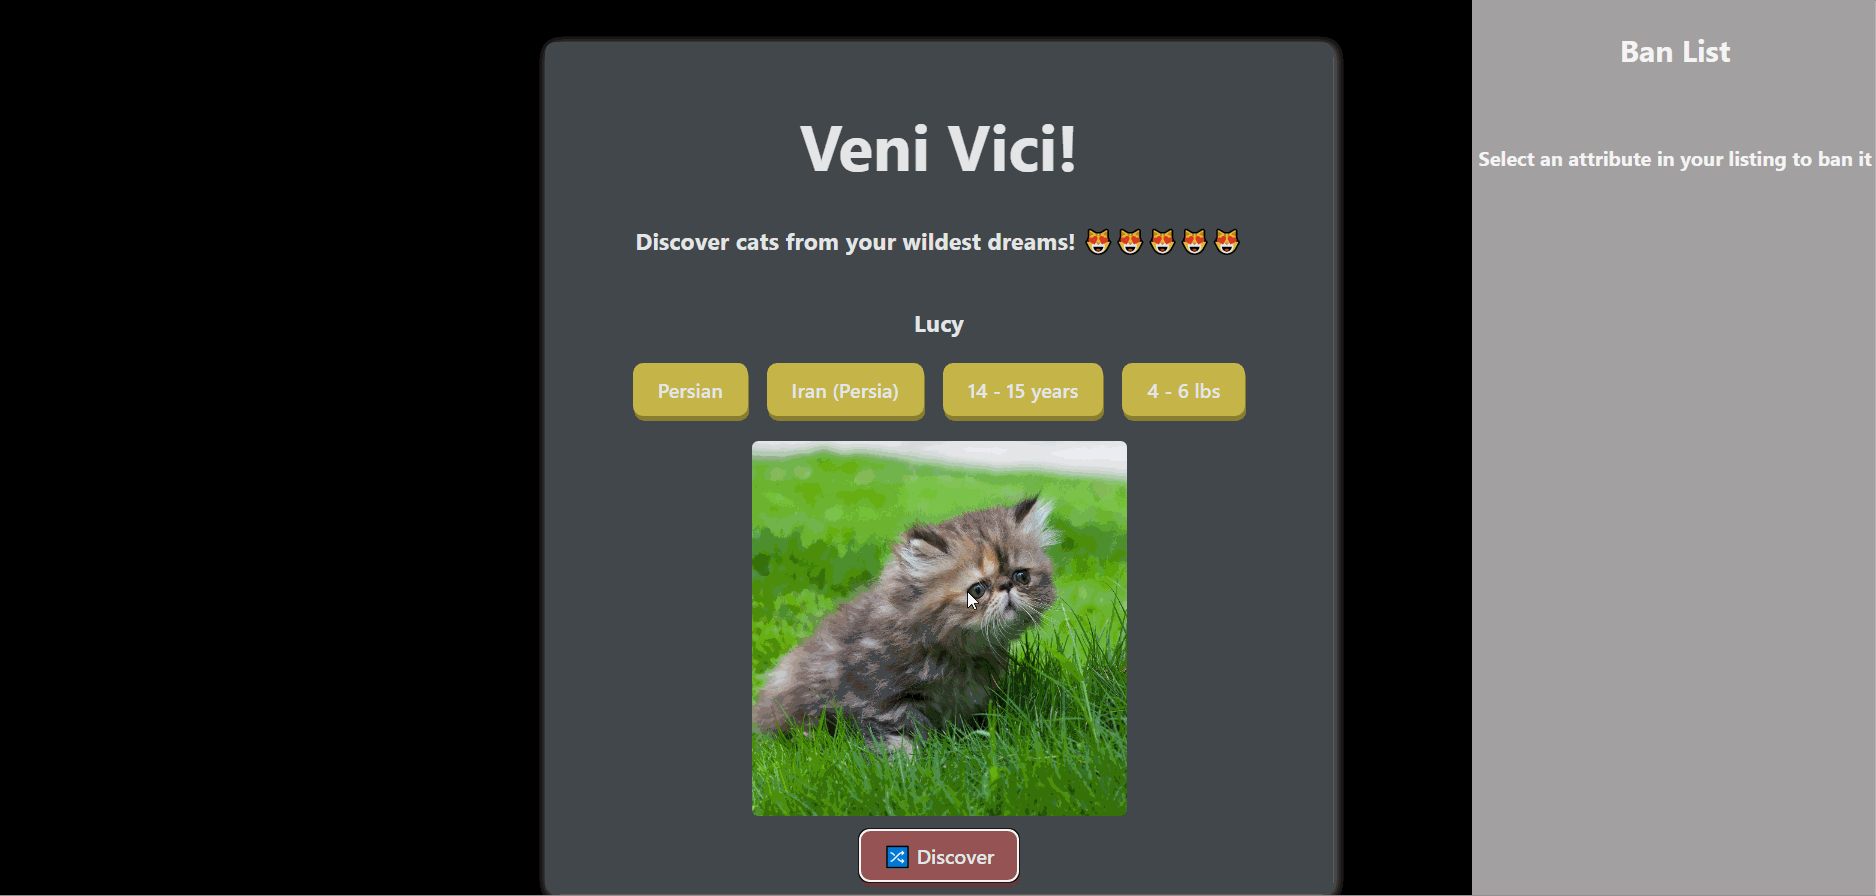 Veni Vici!
Discover cats from your wildest dreams! 😻😻😻😻😻
Lucy
Persian
Iran (Persia)
14 - 15 years
4 - 6 lbs
🔀 Discover
Ban List
Select an attribute in your listing to ban it